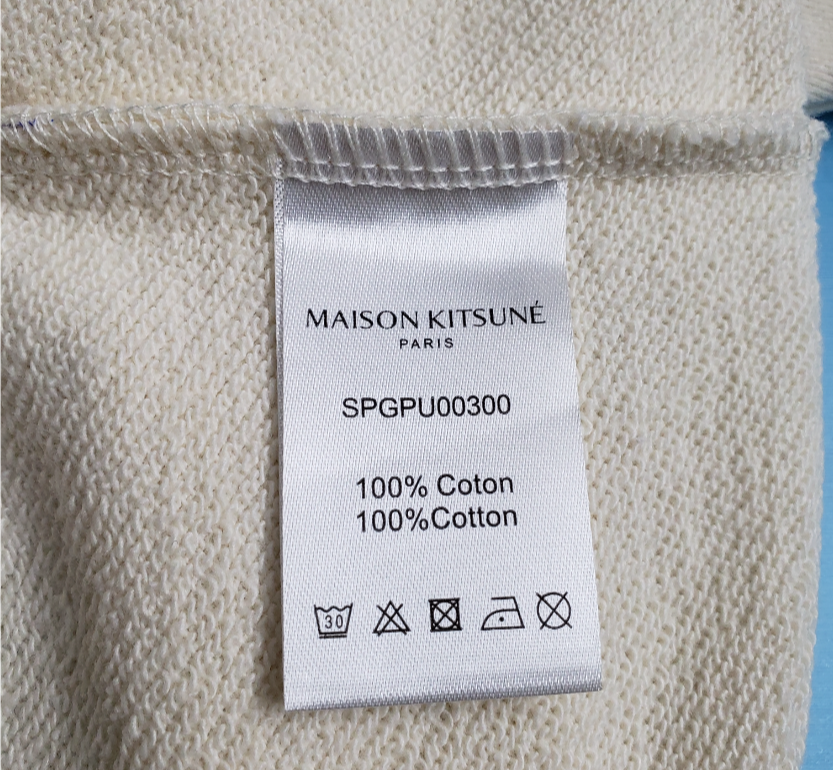 MAISON KITSUNÉ
PARIS
SPGPU00300
100% Coton
100%Cotton
30